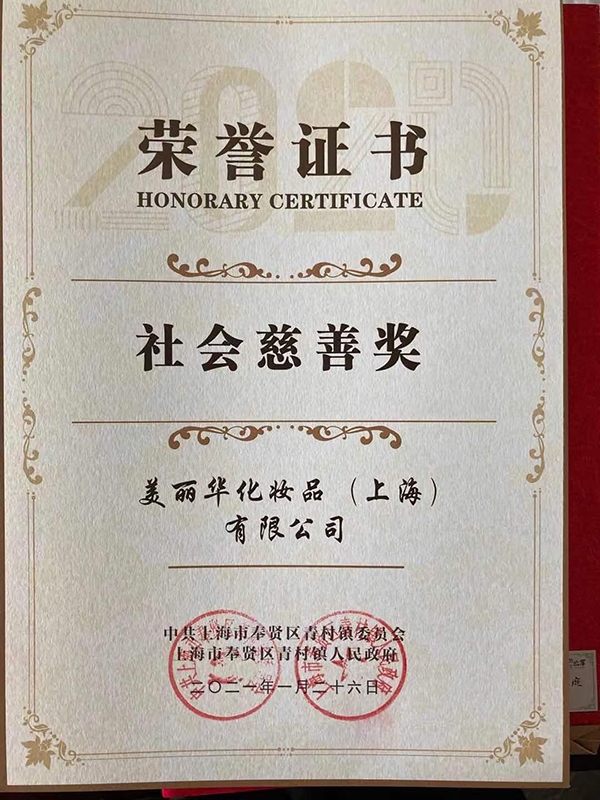 2020
荣誉证书
HONORARY CERTIFICATE
社会慈善奖
美丽华化妆品（上海）
有限公司
中共上海市奉贤区青村镇委员会
上海市奉贤区青村镇人民政府
二〇二一年一月二十六日